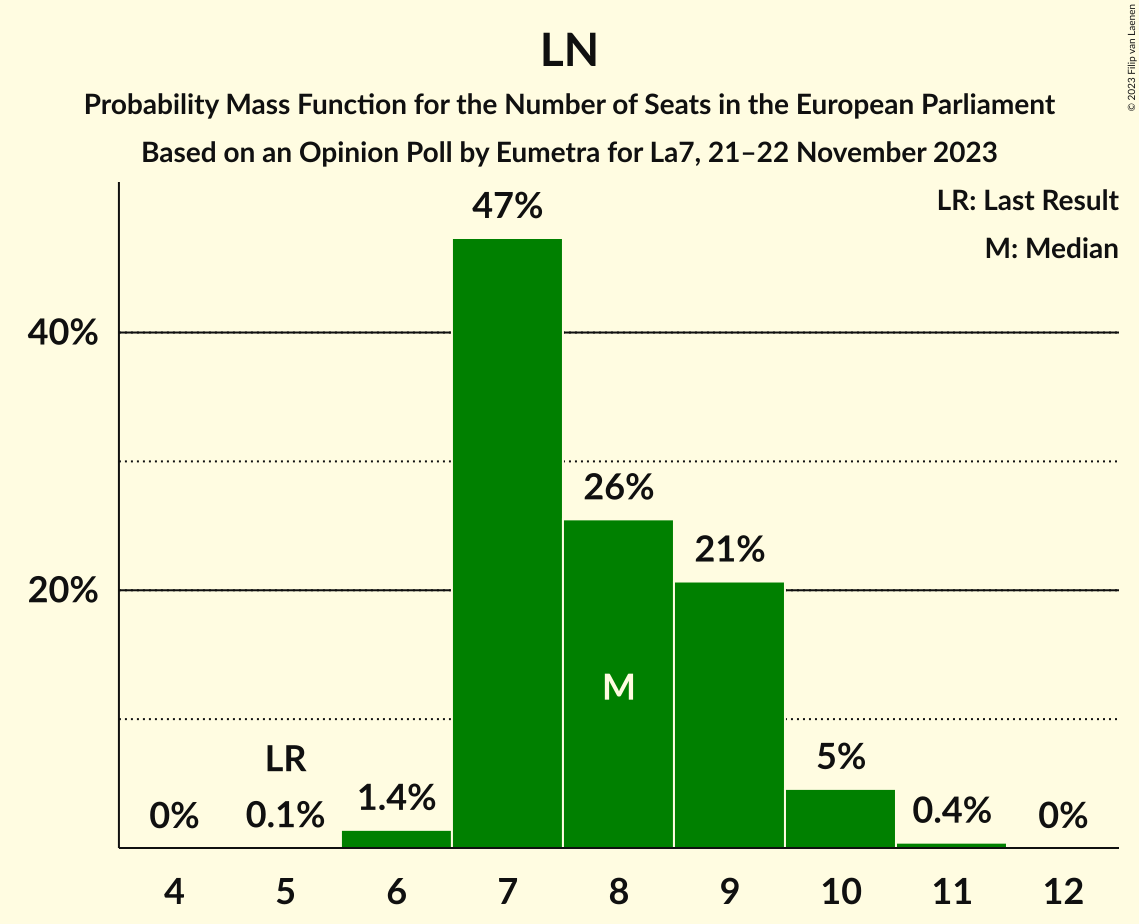 LN
Probability Mass Function for the Number of Seats in the European Parliament
Based on an Opinion Poll by Eumetra for La7, 21–22 November 2023
© 2023 Filip van Laenen
LR: Last Result
M: Median
47%
40%
26%
21%
20%
M
LR
5%
1.4%
0%
0.1%
0.4%
0%
4 5 6 7 8 9 10 11 12